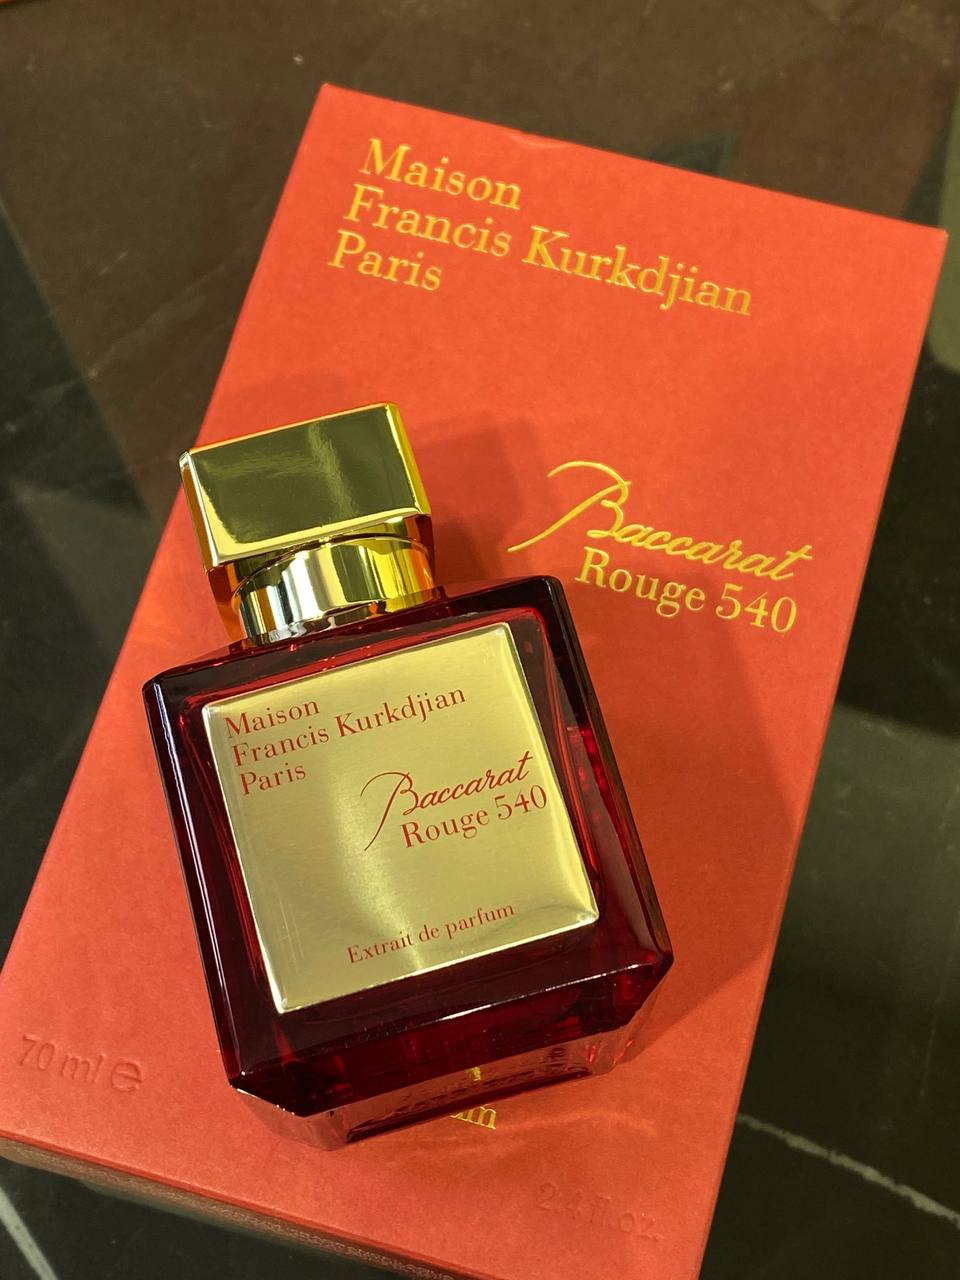 Maison
Francis Kurkdjian
Paris
Baccarat
Rouge 540
Maison
Francis Kurkdjian
Paris
Baccarat
Rouge 540
Extrait de parfum
70 ml ℮
2.4 fl.oz.